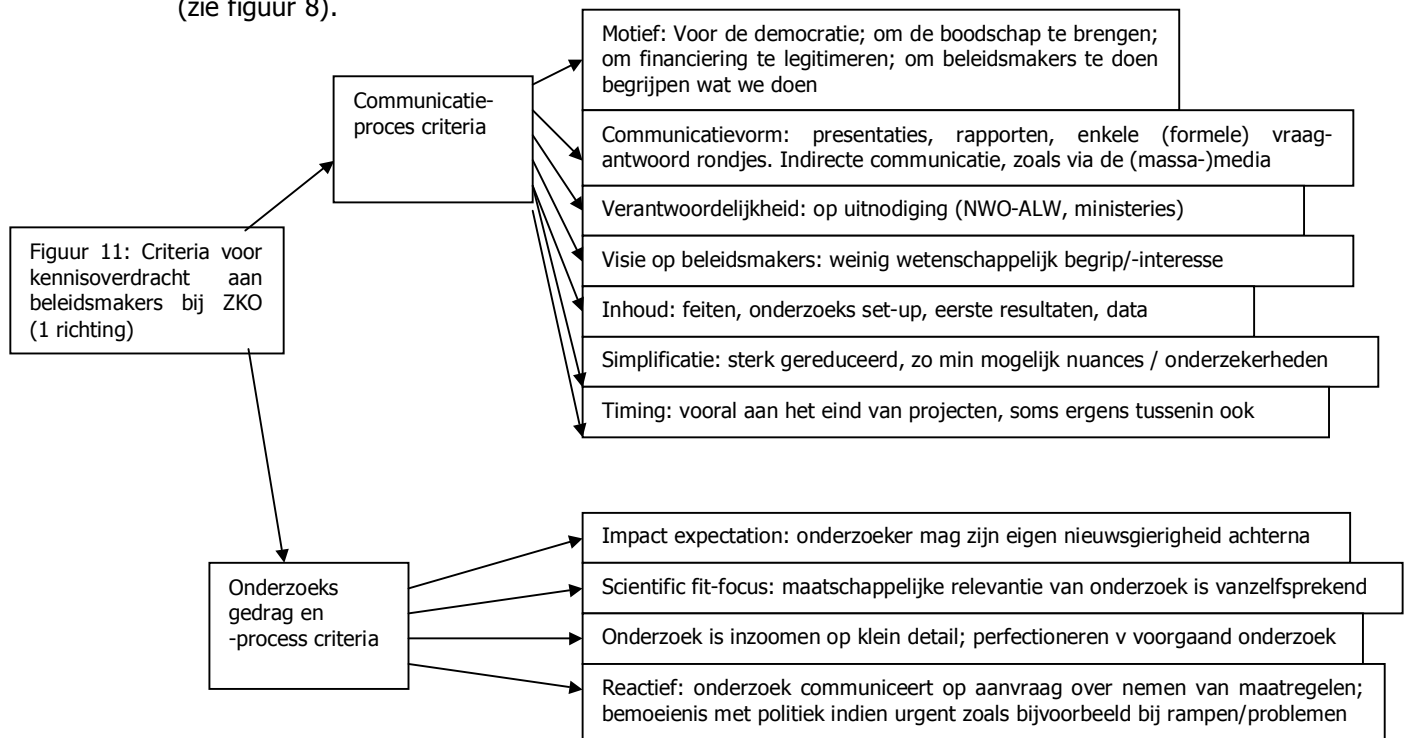 (zie figuur 8).
Motief: Voor de democratie; om de boodschap te brengen;
om financiering te legitimeren; om beleidsmakers te doen
begrijpen wat we doen
Communicatie-
proces criteria
Communicatievorm: presentaties, rapporten, enkele (formele) vraag-
antwoord rondjes. Indirecte communicatie, zoals via de (massa-)media
Verantwoordelijkheid: op uitnodiging (NWO-ALW, ministeries)
Visie op beleidsmakers: weinig wetenschappelijk begrip/-interesse
Figuur 11: Criteria voor
kennisoverdracht aan
beleidsmakers bij ZKO
(1 richting)
Inhoud: feiten, onderzoeks set-up, eerste resultaten, data
Simplificatie: sterk gereduceerd, zo min mogelijk nuances / onderzekerheden
Timing: vooral aan het eind van projecten, soms ergens tussenin ook
Onderzoeks
gedrag en
-process criteria
Impact expectation: onderzoeker mag zijn eigen nieuwsgierigheid achterna
Scientific fit-focus: maatschappelijke relevantie van onderzoek is vanzelfsprekend
Onderzoek is inzoomen op klein detail; perfectioneren v voorgaand onderzoek
Reactief: onderzoek communiceert op aanvraag over nemen van maatregelen;
bemoeienis met politiek indien urgent zoals bijvoorbeeld bij rampen/problemen